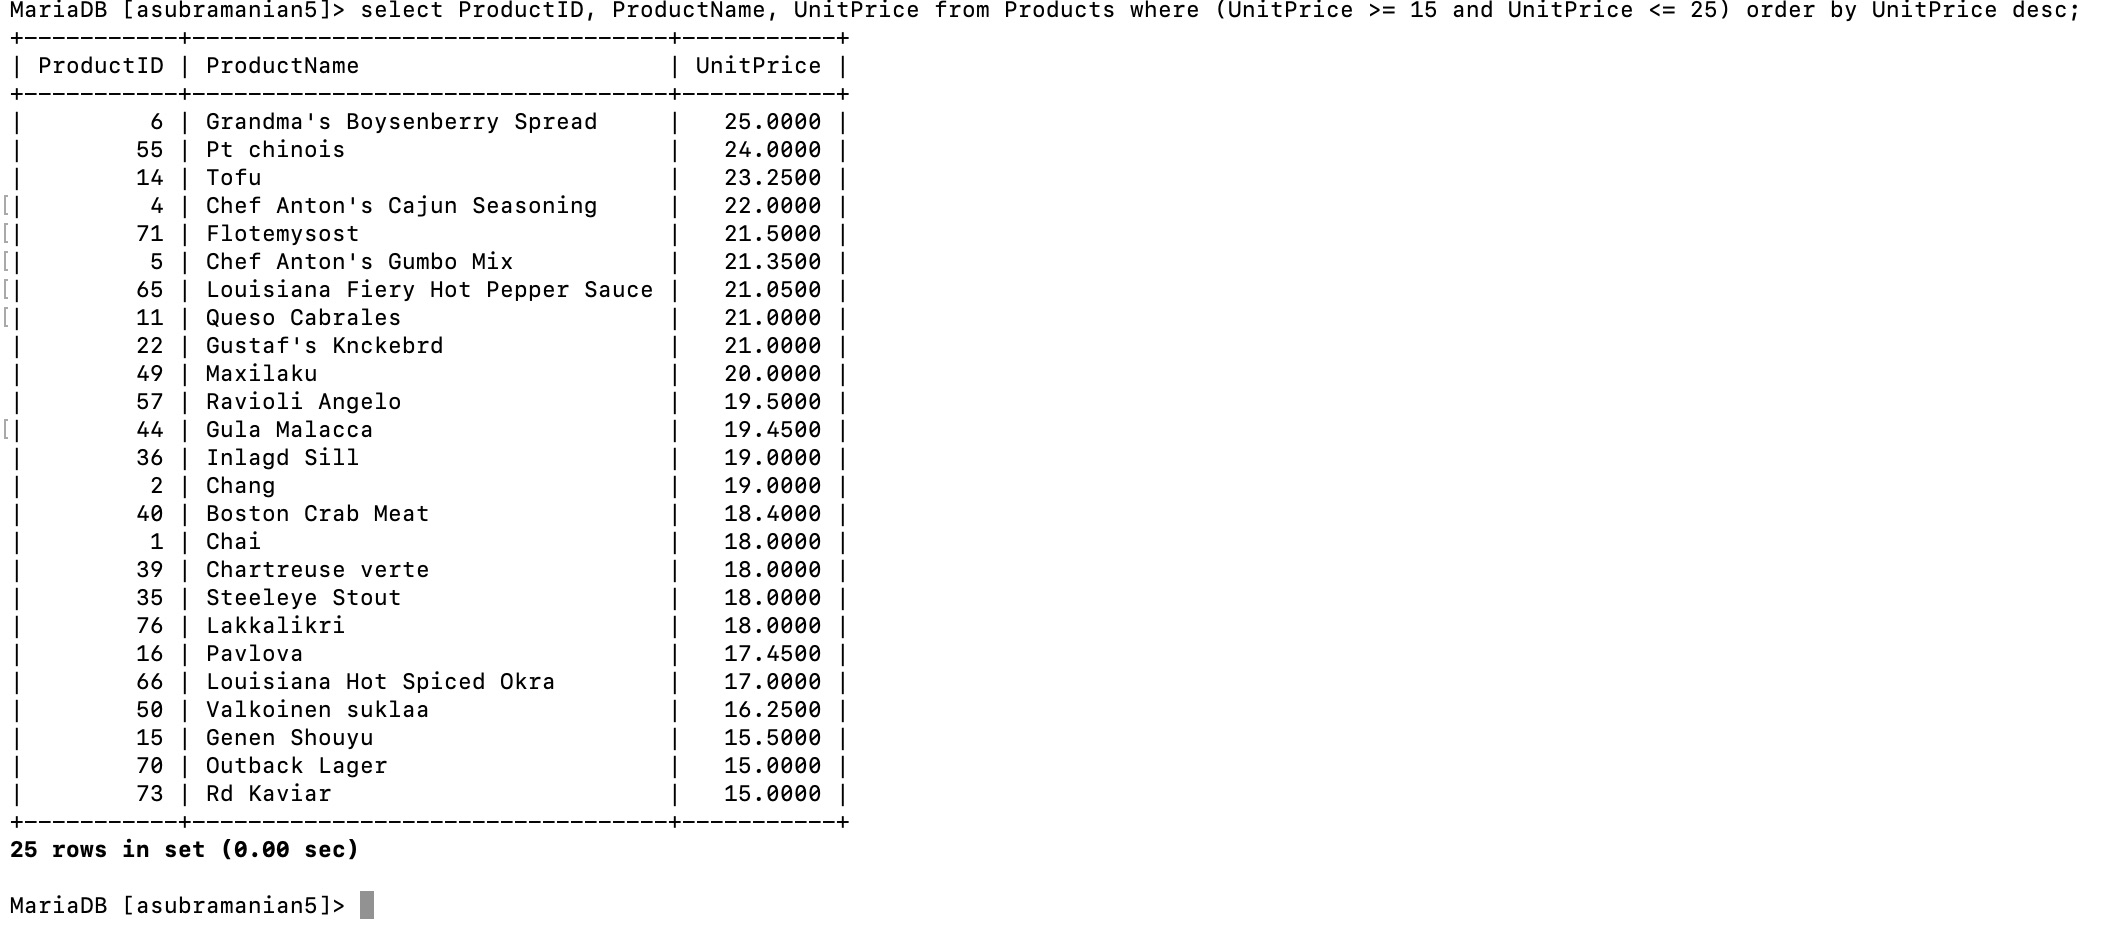 MariaDB [asubramanian5]> select ProductID, ProductName, UnitPrice from Products where (UnitPrice >= 15 and UnitPrice <= 25) order by UnitPrice desc;
+-----------+----------------------------------+------------+
| ProductID | ProductName                      | UnitPrice |
+-----------+----------------------------------+------------+
|         6 | Grandma's Boysenberry Spread     |   25.0000 |
|        55 | Pt chinois                       |   24.0000 |
|        14 | Tofu                             |   23.2500 |
[|         4 | Chef Anton's Cajun Seasoning     |   22.0000 |
[|        71 | Flotemysost                      |   21.5000 |
[|         5 | Chef Anton's Gumbo Mix           |   21.3500 |
[|        65 | Louisiana Fiery Hot Pepper Sauce |   21.0500 |
[|        11 | Queso Cabrales                   |   21.0000 |
|        22 | Gustaf's Knckebrd                |   21.0000 |
|        49 | Maxilaku                         |   20.0000 |
|        57 | Ravioli Angelo                   |   19.5000 |
[|        44 | Gula Malacca                     |   19.4500 |
|        36 | Inlagd Sill                      |   19.0000 |
|         2 | Chang                            |   19.0000 |
|        40 | Boston Crab Meat                 |   18.4000 |
|         1 | Chai                             |   18.0000 |
|        39 | Chartreuse verte                 |   18.0000 |
|        35 | Steeleye Stout                   |   18.0000 |
|        76 | Lakkalikri                       |   18.0000 |
|        16 | Pavlova                          |   17.4500 |
|        66 | Louisiana Hot Spiced Okra        |   17.0000 |
|        50 | Valkoinen suklaa                 |   16.2500 |
|        15 | Genen Shouyu                     |   15.5000 |
|        70 | Outback Lager                    |   15.0000 |
|        73 | Rd Kaviar                        |   15.0000 |
+-----------+----------------------------------+------------+
25 rows in set (0.00 sec)
MariaDB [asubramanian5]>